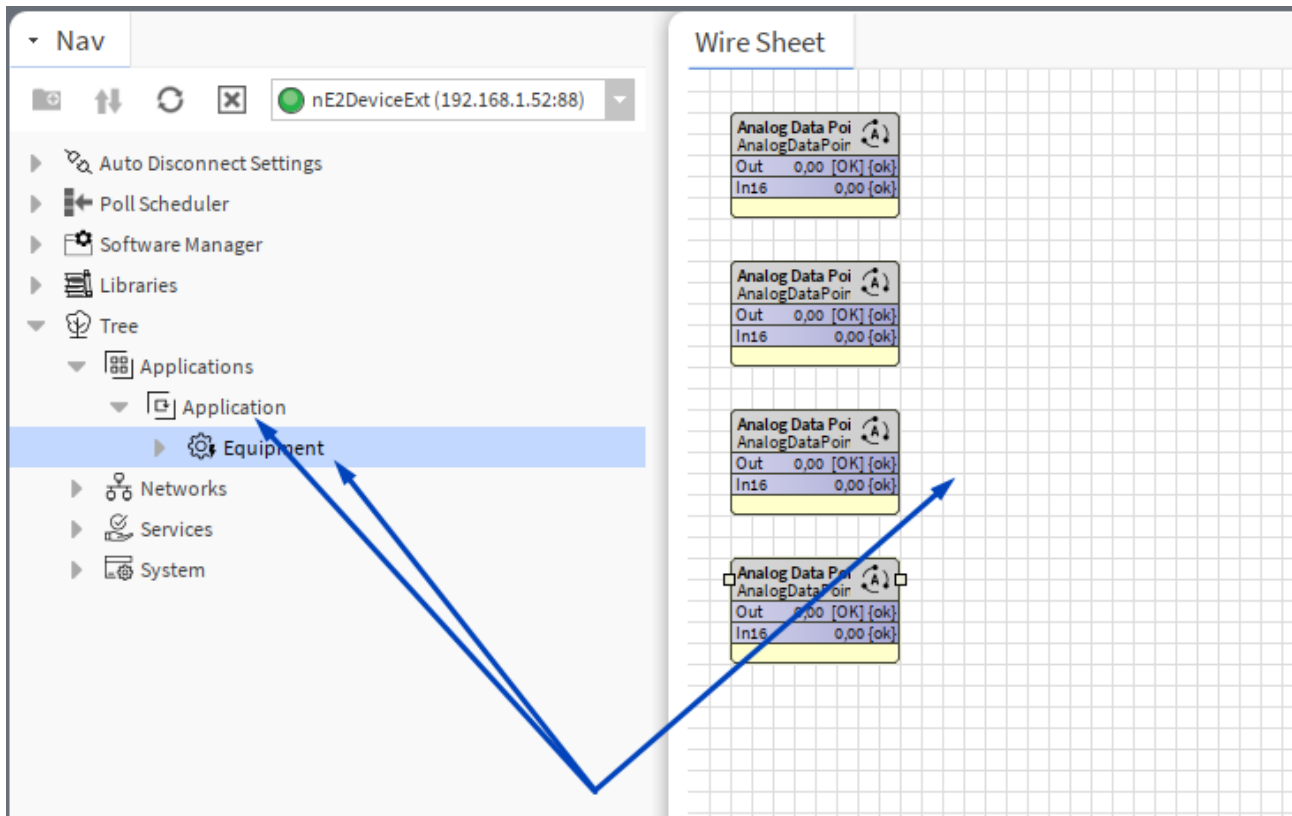 Nav
nE2DeviceExt (192.168.1.52:88)
Auto Disconnect Settings
Poll Scheduler
Software Manager
Libraries
Tree
Applications
Application
Equipment
Networks
Services
System
Wire Sheet
Analog Data Poi
AnalogDataPoir
Out 0,00 [OK] {ok}
In16 0,00 {ok}
Analog Data Poi
AnalogDataPoir
Out 0,00 [OK] {ok}
In16 0,00 {ok}
Analog Data Poi
AnalogDataPoir
Out 0,00 [OK] {ok}
In16 0,00 {ok}
Analog Data Poi
AnalogDataPoir
Out 0,00 [OK] {ok}
In16 0,00 {ok}